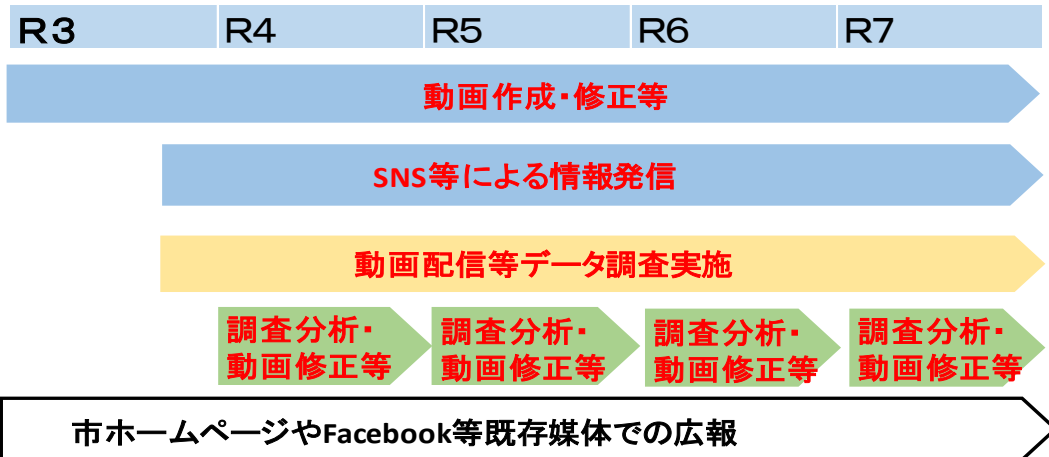 R3 R4 R5 R6 R7
動画作成・修正等
SNS等による情報発信
動画配信等データ調査実施
調査分析・
動画修正等
調査分析・
動画修正等
調査分析・
動画修正等
調査分析・
動画修正等
市ホームページやFacebook等既存媒体での広報